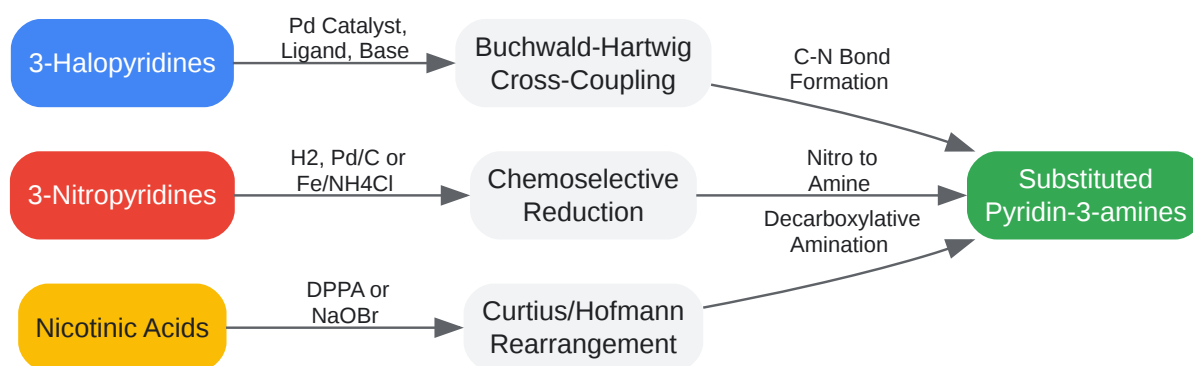 3-Halopyridines
Pd Catalyst,
Ligand, Base
Buchwald-Hartwig
Cross-Coupling
C-N Bond
Formation
3-Nitropyridines
H2, Pd/C or
Fe/NH4Cl
Chemoselective
Reduction
Nitro to
Amine
Substituted
Pyridin-3-amines
Nicotinic Acids
DPPA or
NaOBr
Curtius/Hofmann
Rearrangement
Decarboxylative
Amination